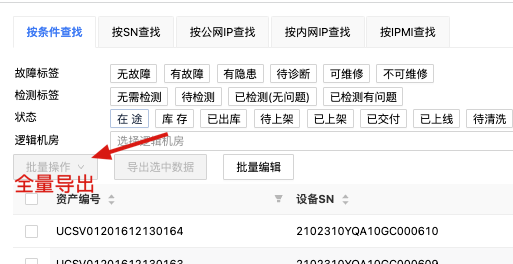 按条件查找 按SN查找 按公网IP查找 按内网IP查找 按IPMI查找
故障标签 无故障 有故障 有隐患 待诊断 可维修 不可维修
检测标签 无需检测 待检测 已检测(无问题) 已检测有问题
状态 在 途 库 存 已出库 待上架 已上架 已交付 已上线 待清洗
逻辑机房 选择逻辑机房
批量操作 导出选中数据 批量编辑
全量导出
资产编号 设备SN
UCSV01201612130164 2102310YQA10GC000610
UCSV01201612130163 2102310YQA10GC000609